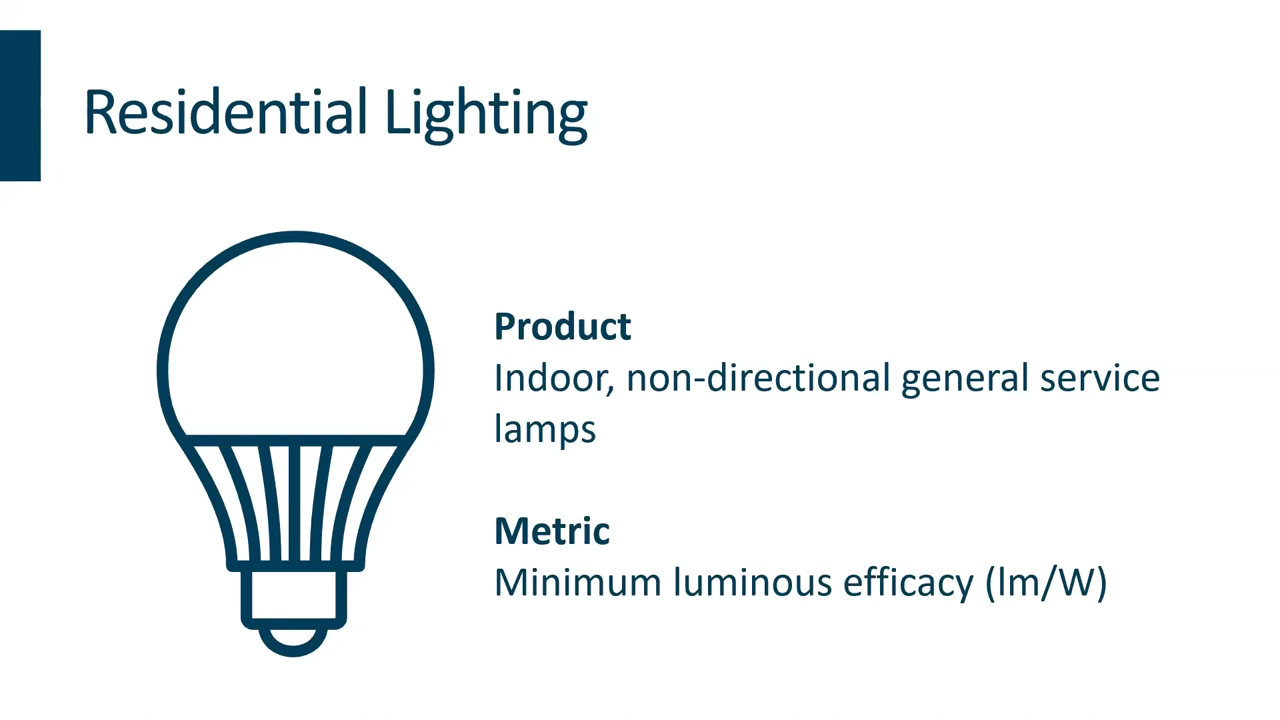 Residential Lighting
Product
Indoor, non-directional general service
lamps
Metric
Minimum luminous efficacy (lm/W)